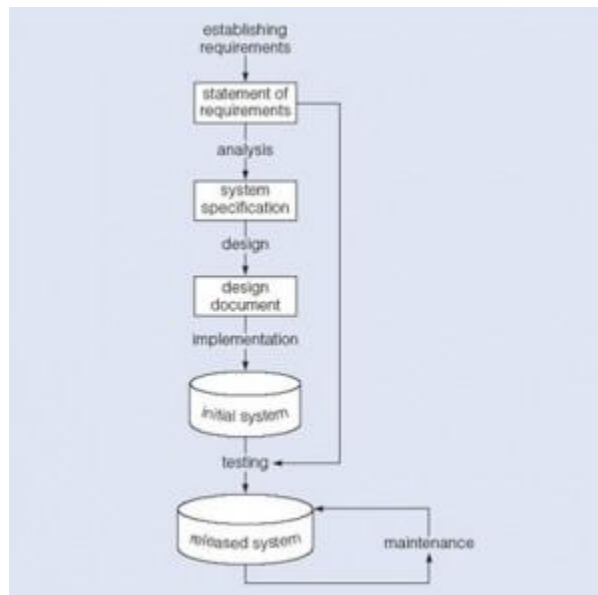 establishing
requirements
statement of
requirements
analysis
system
specification
design
design
document
implementation
initial system
testing
released system
maintenance